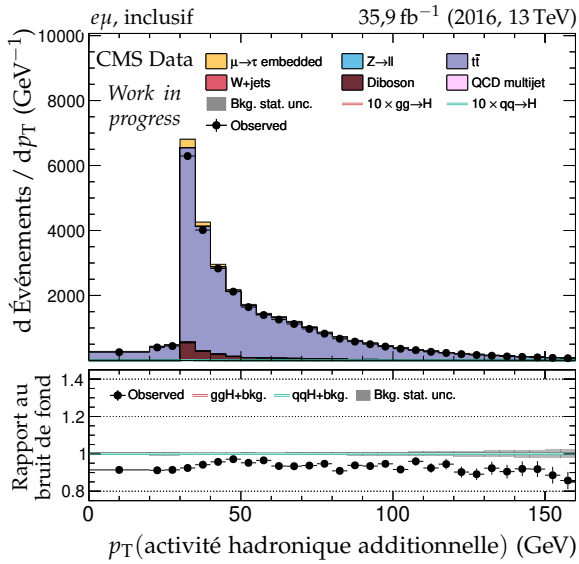 eμ, inclusif 35,9 fb⁻¹ (2016, 13 TeV)
d Événements / dp_T (GeV⁻¹)
10000
8000
6000
4000
2000
CMS Data
Work in
progress
μ→τ embedded Z→ll tt̄
W+jets Diboson QCD multijet
Bkg. stat. unc. 10 × gg→H 10 × qq→H
Observed
Rapport au
bruit de fond
1.4
1.2
1
0.8
Observed ggH+bkg. qqH+bkg. Bkg. stat. unc.
0 50 100 150
p_T(activité hadronique additionnelle) (GeV)